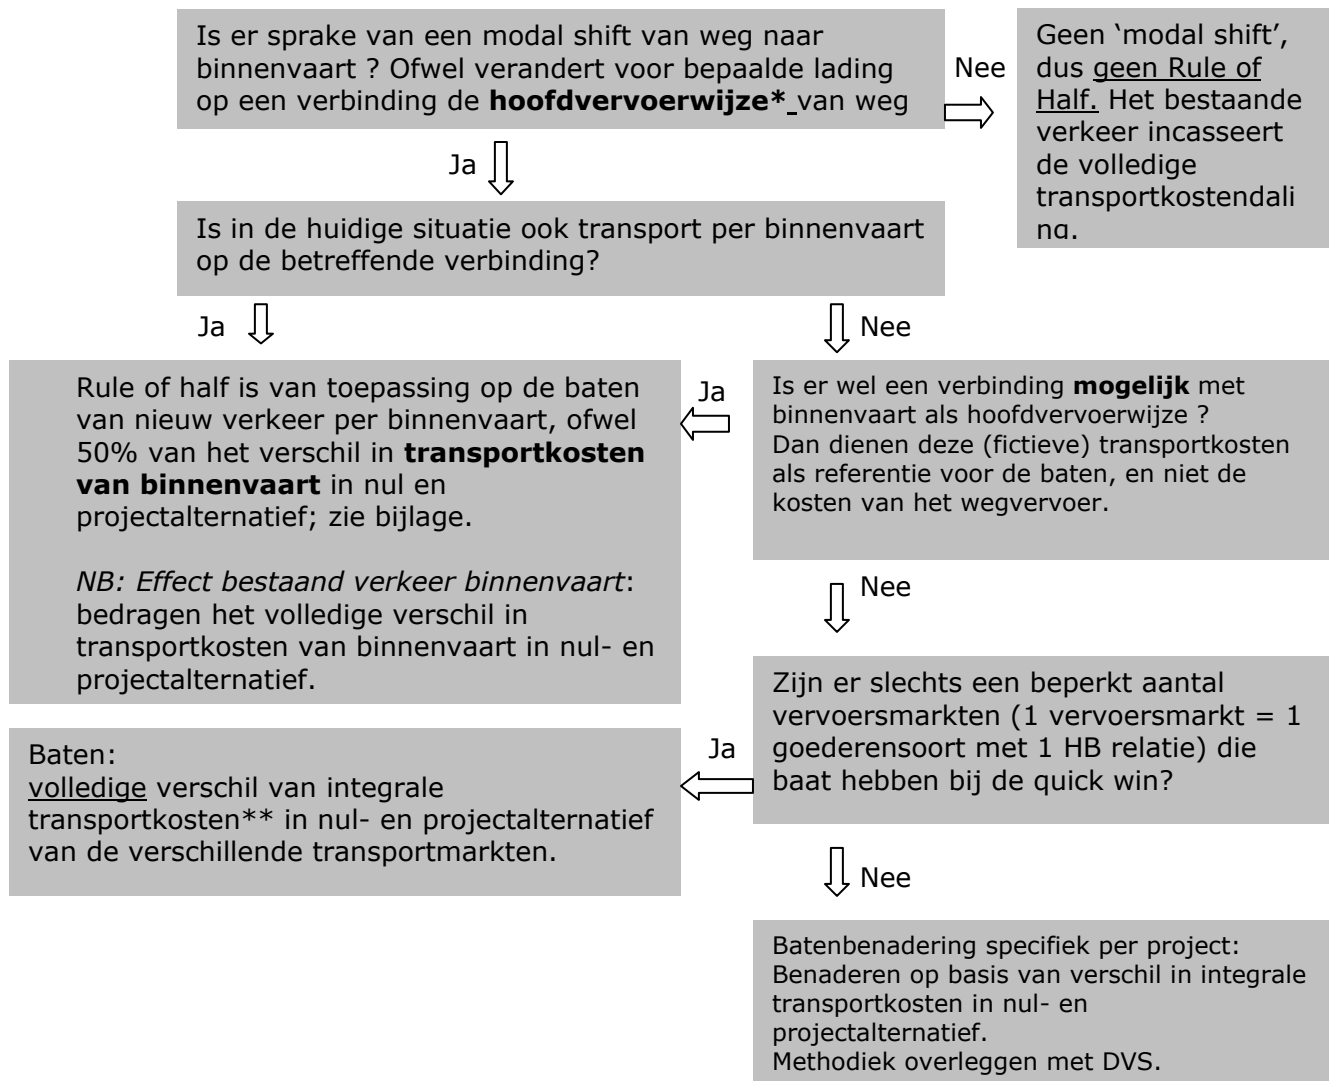 Is er sprake van een modal shift van weg naar
binnenvaart ? Ofwel verandert voor bepaalde lading
op een verbinding de hoofdvervoerwijze* van weg
Nee
Geen ‘modal shift’,
dus geen Rule of
Half. Het bestaande
verkeer incasseert
de volledige
transportkostendali
ng.
Ja
Is in de huidige situatie ook transport per binnenvaart
op de betreffende verbinding?
Ja
Nee
Rule of half is van toepassing op de baten
van nieuw verkeer per binnenvaart, ofwel
50% van het verschil in transportkosten
van binnenvaart in nul en
projectalternatief; zie bijlage.
NB: Effect bestaand verkeer binnenvaart:
bedragen het volledige verschil in
transportkosten van binnenvaart in nul- en
projectalternatief.
Ja
Is er wel een verbinding mogelijk met
binnenvaart als hoofdvervoerwijze ?
Dan dienen deze (fictieve) transportkosten
als referentie voor de baten, en niet de
kosten van het wegvervoer.
Nee
Zijn er slechts een beperkt aantal
vervoersmarkten (1 vervoersmarkt = 1
goederensoort met 1 HB relatie) die
baat hebben bij de quick win?
Ja
Baten:
volledige verschil van integrale
transportkosten** in nul- en projectalternatief
van de verschillende transportmarkten.
Nee
Batenbenadering specifiek per project:
Benaderen op basis van verschil in integrale
transportkosten in nul- en
projectalternatief.
Methodiek overleggen met DVS.